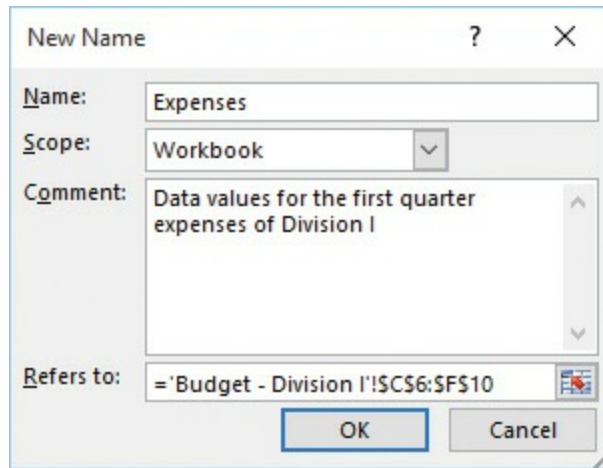 New Name
?
Name:
Expenses
Scope:
Workbook
Comment:
Data values for the first quarter
expenses of Division I
Refers to:
='Budget - Division I'!$C$6:$F$10
OK
Cancel